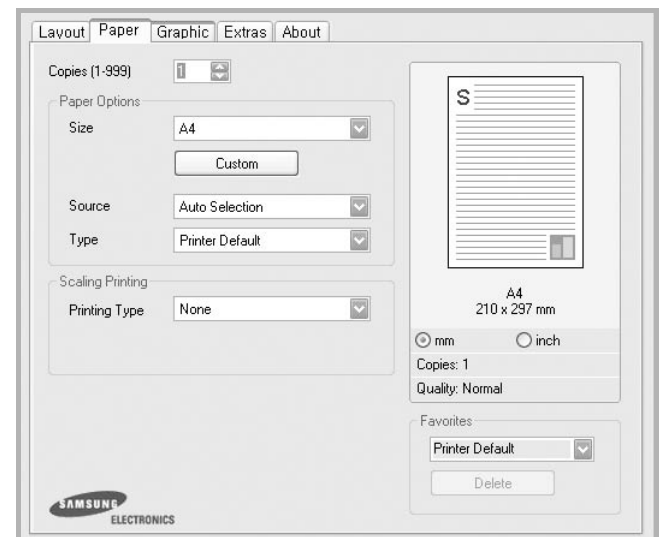 Layout Paper Graphic Extras About
Copies (1-999) 1
Paper Options
Size A4
Custom
Source Auto Selection
Type Printer Default
Scaling Printing
Printing Type None
S
A4
210 x 297 mm
mm inch
Copies: 1
Quality: Normal
Favorites
Printer Default
Delete
SAMSUNG
ELECTRONICS